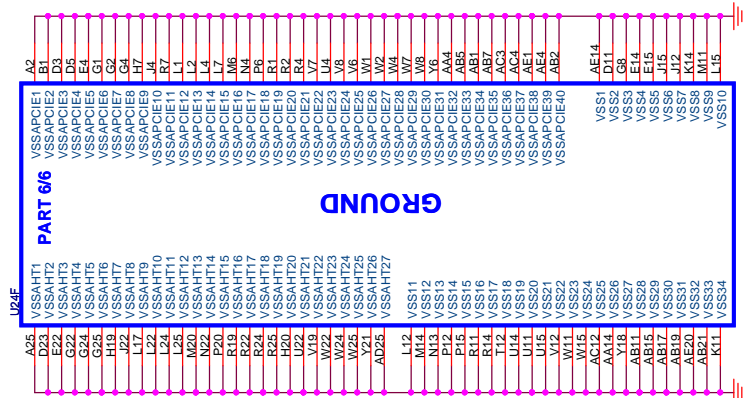 A2
B1
D3
D5
E4
G1
G2
G4
H7
J4
R7
L1
L2
L4
L7
M6
N4
P6
R1
R2
R4
V7
U4
V8
V6
W1
W2
W4
W7
W8
Y6
AA4
AB5
AB1
AB7
AC3
AC4
AE1
AE4
AB2
AE14
D11
G8
E14
E15
J15
J12
K14
M11
L15
VSSAPCIE1
VSSAPCIE2
VSSAPCIE3
VSSAPCIE4
VSSAPCIE5
VSSAPCIE6
VSSAPCIE7
VSSAPCIE8
VSSAPCIE9
VSSAPCIE10
VSSAPCIE11
VSSAPCIE12
VSSAPCIE13
VSSAPCIE14
VSSAPCIE15
VSSAPCIE16
VSSAPCIE17
VSSAPCIE18
VSSAPCIE19
VSSAPCIE20
VSSAPCIE21
VSSAPCIE22
VSSAPCIE23
VSSAPCIE24
VSSAPCIE25
VSSAPCIE26
VSSAPCIE27
VSSAPCIE28
VSSAPCIE29
VSSAPCIE30
VSSAPCIE31
VSSAPCIE32
VSSAPCIE33
VSSAPCIE34
VSSAPCIE35
VSSAPCIE36
VSSAPCIE37
VSSAPCIE38
VSSAPCIE39
VSSAPCIE40
VSS1
VSS2
VSS3
VSS4
VSS5
VSS6
VSS7
VSS8
VSS9
VSS10
PART 6/6
GROUND
U24F
VSSAHT1
VSSAHT2
VSSAHT3
VSSAHT4
VSSAHT5
VSSAHT6
VSSAHT7
VSSAHT8
VSSAHT9
VSSAHT10
VSSAHT11
VSSAHT12
VSSAHT13
VSSAHT14
VSSAHT15
VSSAHT16
VSSAHT17
VSSAHT18
VSSAHT19
VSSAHT20
VSSAHT21
VSSAHT22
VSSAHT23
VSSAHT24
VSSAHT25
VSSAHT26
VSSAHT27
VSS11
VSS12
VSS13
VSS14
VSS15
VSS16
VSS17
VSS18
VSS19
VSS20
VSS21
VSS22
VSS23
VSS24
VSS25
VSS26
VSS27
VSS28
VSS29
VSS30
VSS31
VSS32
VSS33
VSS34
A25
D23
E22
G22
G24
G25
H19
J22
L17
L22
L24
L25
M20
N22
P20
R19
R22
R24
R25
H20
U22
V19
W22
W24
W25
Y21
AD25
L12
M14
N13
P12
P15
R11
R14
T12
U14
U11
U15
V12
W11
W15
AC12
AA14
Y18
AB11
AB15
AB17
AB19
AE20
AB21
K11